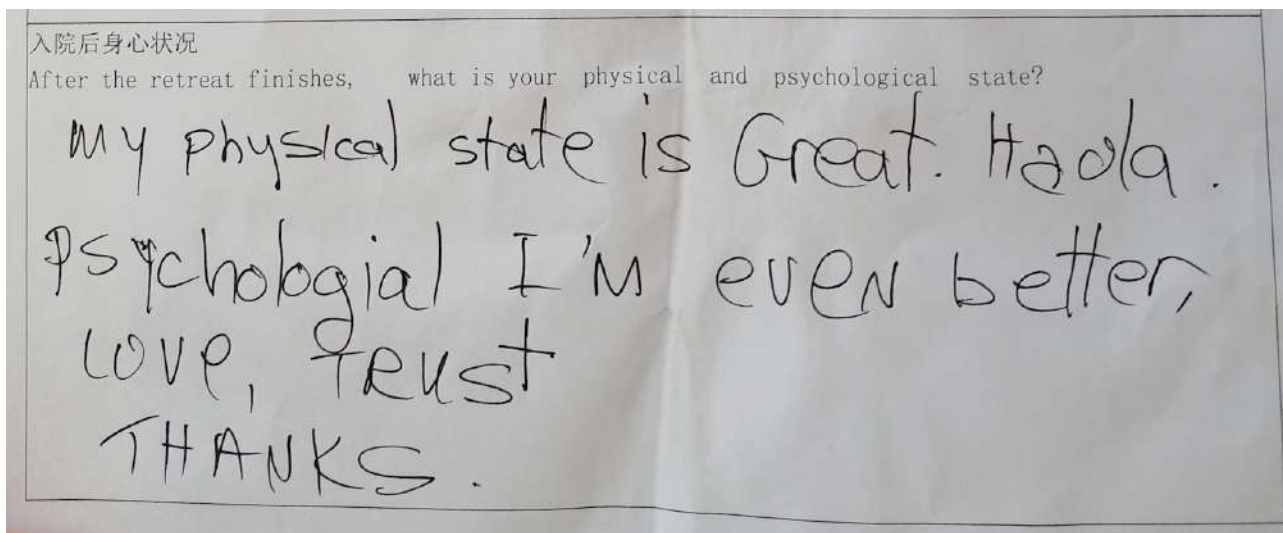 入院后身心状况
After the retreat finishes, what is your physical and psychological state?
My physical state is Great. Haola.
Psychologial I'M eveN better,
Love, TRUST
THANKS.